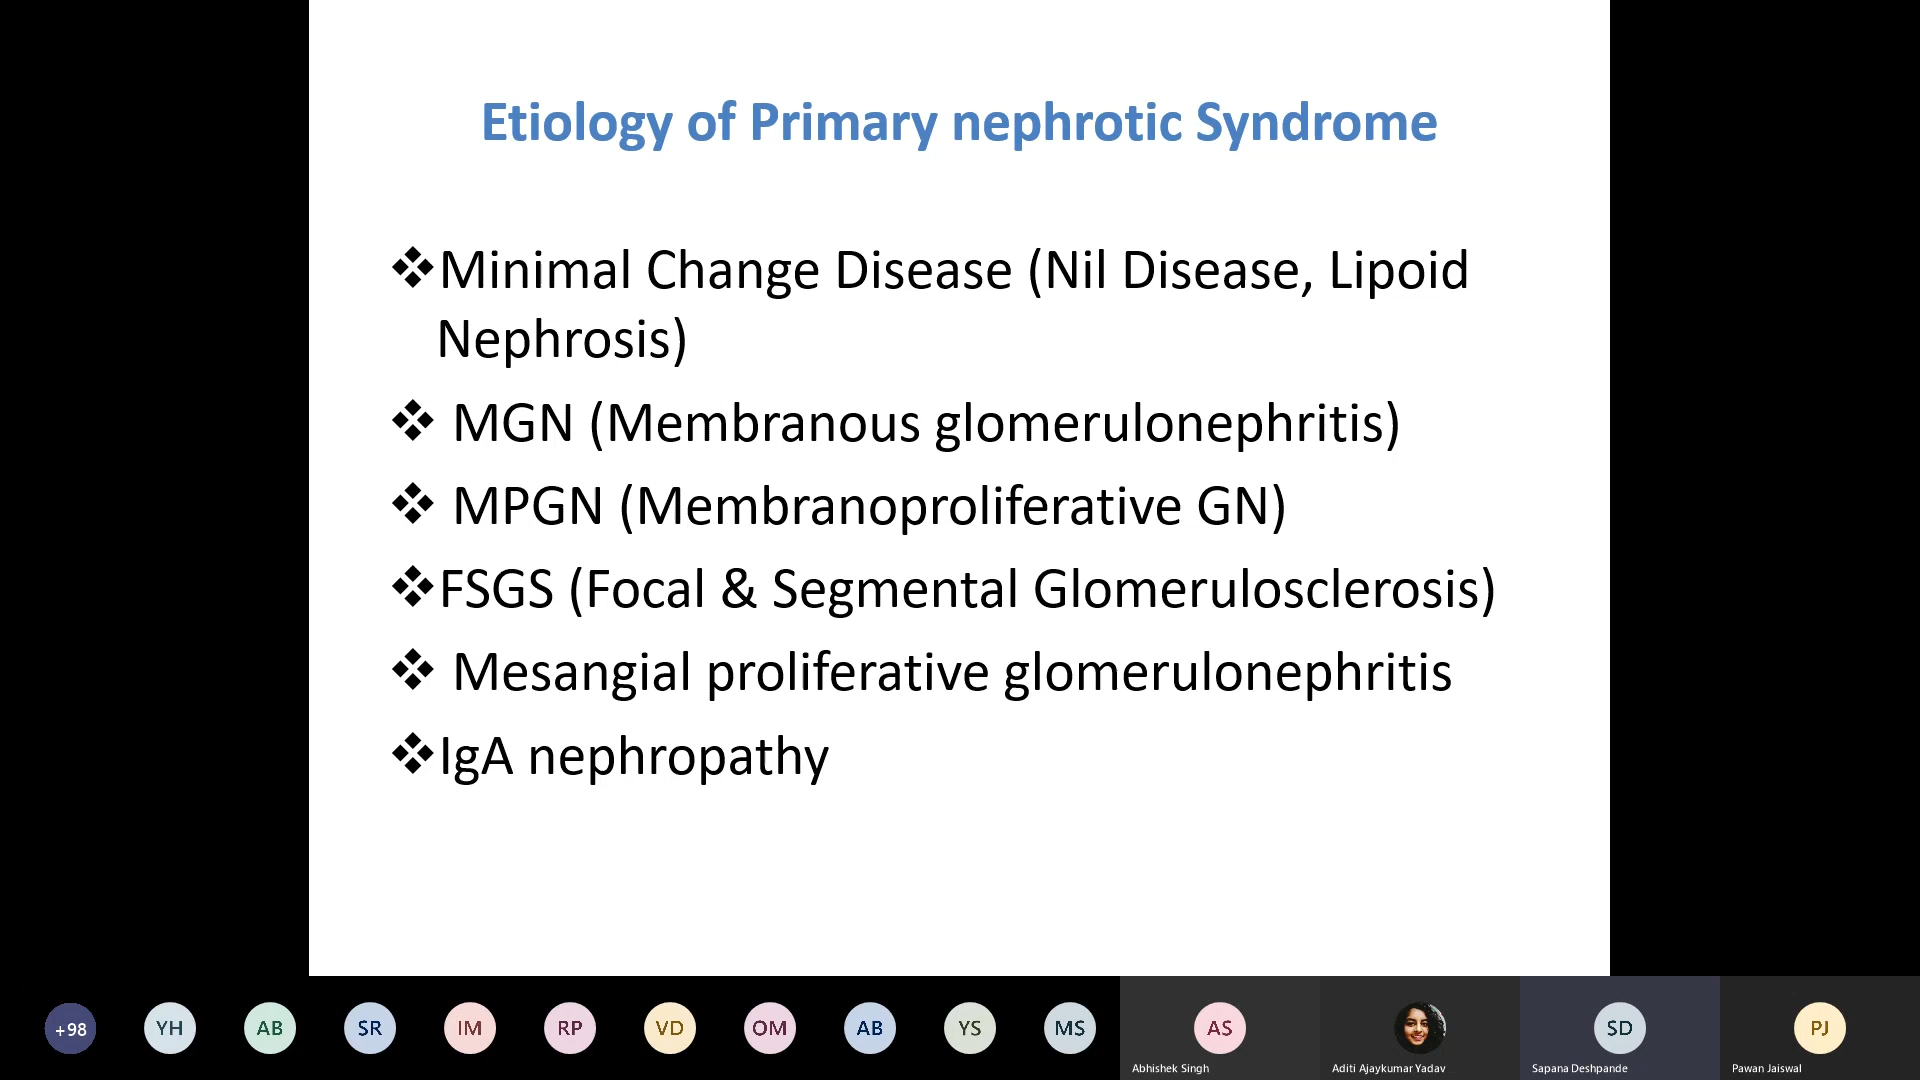 Etiology of Primary nephrotic Syndrome
❖Minimal Change Disease (Nil Disease, Lipoid
Nephrosis)
❖ MGN (Membranous glomerulonephritis)
❖ MPGN (Membranoproliferative GN)
❖FSGS (Focal & Segmental Glomerulosclerosis)
❖ Mesangial proliferative glomerulonephritis
❖IgA nephropathy
+98 YH AB SR IM RP VD OM AB YS MS AS SD PJ
Abhishek Singh Aditi Ajaykumar Yadav Sapana Deshpande Pawan Jaiswal